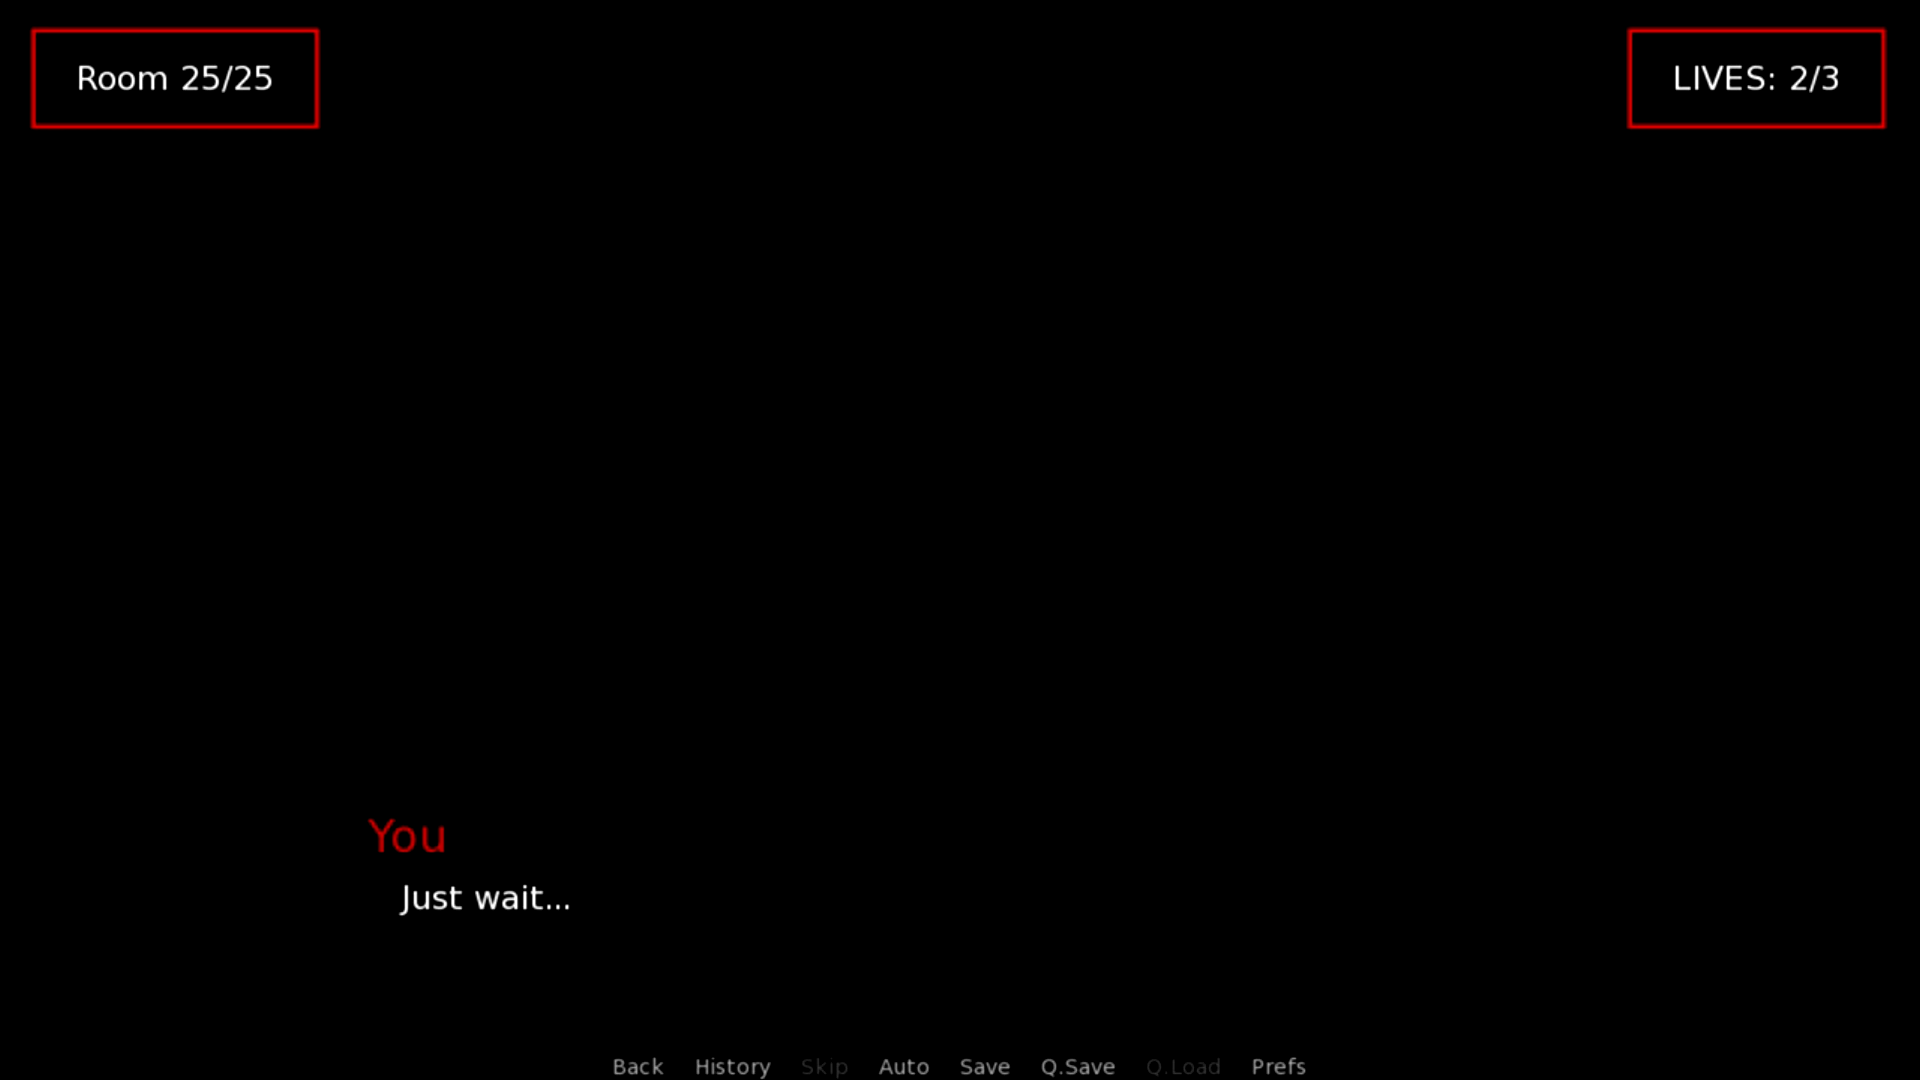 Room 25/25
LIVES: 2/3
You
Just wait...
Back History Skip Auto Save Q.Save Q.Load Prefs